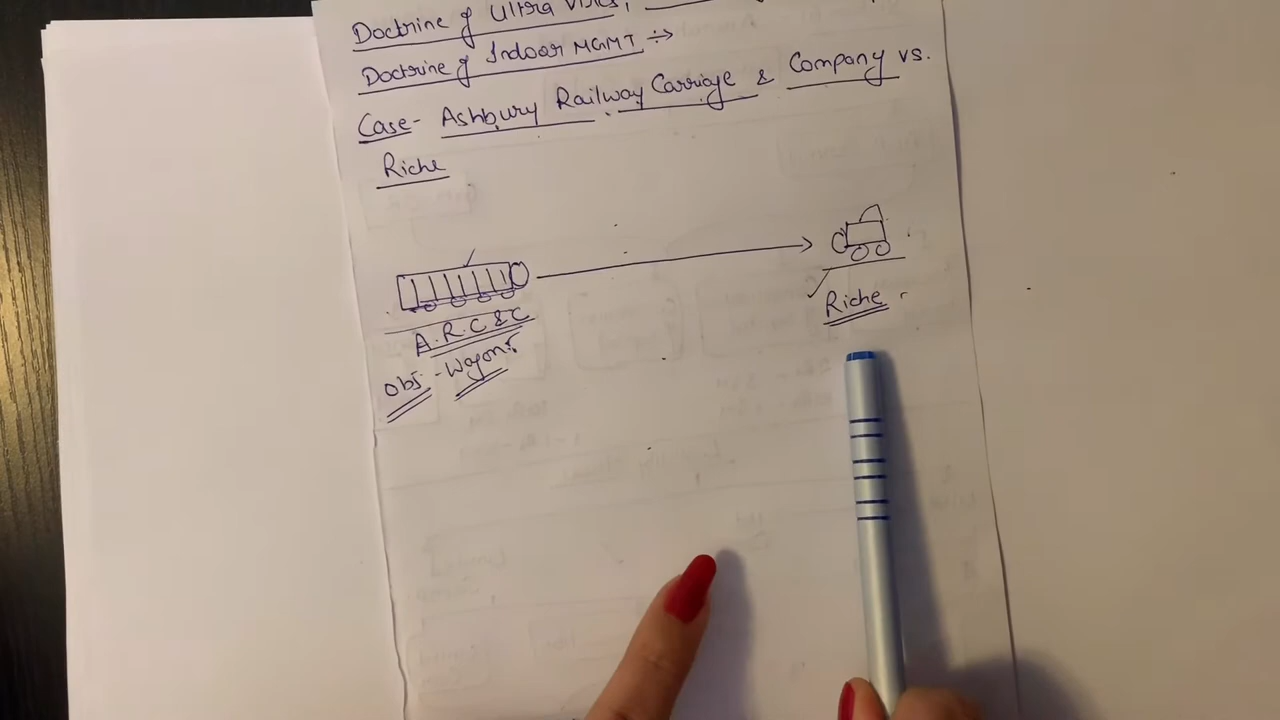 Doctrine of Ultra Vires,
Doctrine of Indoor MGMT ÷
Case- Ashbury Railway Carriage & Company vs.
Riche
A.R.C & C
Obj - Wagons
Riche